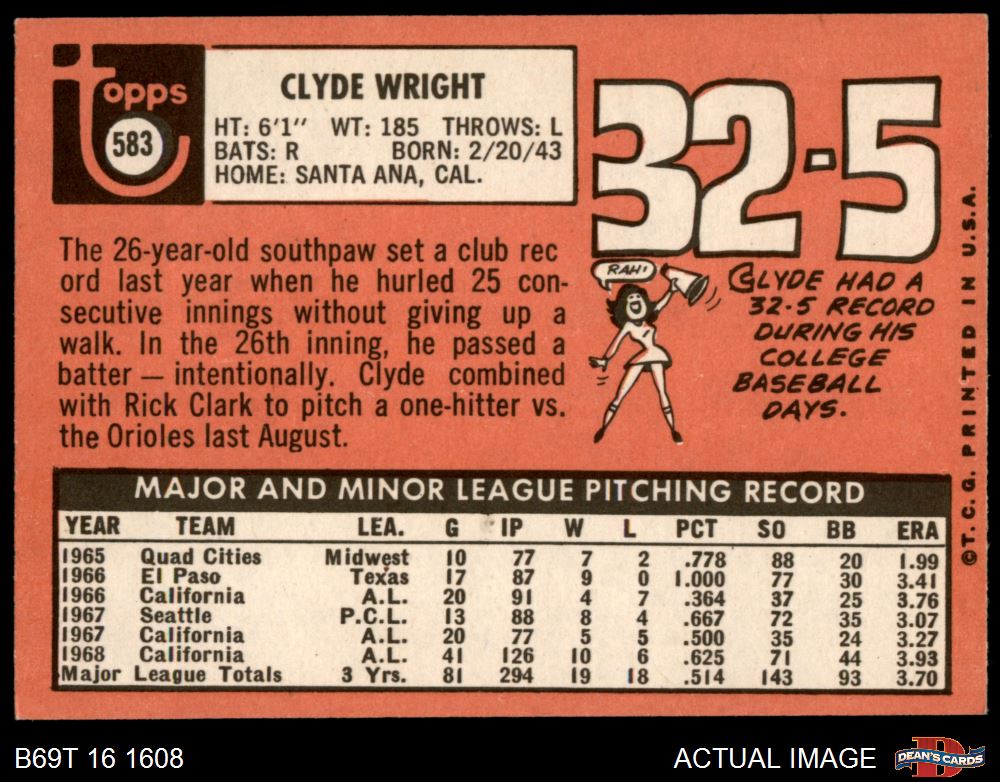 topps
583
CLYDE WRIGHT
HT: 6'1" WT: 185 THROWS: L
BATS: R BORN: 2/20/43
HOME: SANTA ANA, CAL.
32-5
The 26-year-old southpaw set a club rec
ord last year when he hurled 25 con-
secutive innings without giving up a
walk. In the 26th inning, he passed a
batter — intentionally. Clyde combined
with Rick Clark to pitch a one-hitter vs.
the Orioles last August.
RAH!
CLYDE HAD A
32-5 RECORD
DURING HIS
COLLEGE
BASEBALL
DAYS.
©T. C. G. PRINTED IN U.S.A.
MAJOR AND MINOR LEAGUE PITCHING RECORD
YEAR TEAM LEA. G IP W L PCT SO BB ERA
1965 Quad Cities Midwest 10 77 7 2 .778 88 20 1.99
1966 El Paso Texas 17 87 9 0 1.000 77 30 3.41
1966 California A.L. 20 91 4 7 .364 37 25 3.76
1967 Seattle P.C.L. 13 88 8 4 .667 72 35 3.07
1967 California A.L. 20 77 5 5 .500 35 24 3.27
1968 California A.L. 41 126 10 6 .625 71 44 3.93
Major League Totals 3 Yrs. 81 294 19 18 .514 143 93 3.70
B69T 16 1608
ACTUAL IMAGE
D
DEAN'S CARDS